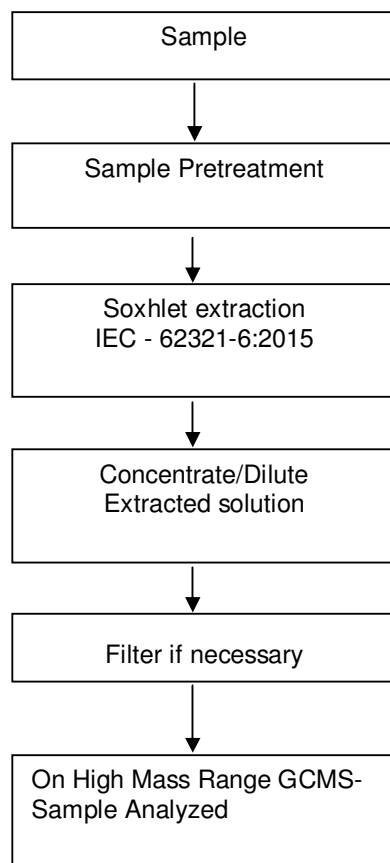 Sample
Sample Pretreatment
Soxhlet extraction
IEC - 62321-6:2015
Concentrate/Dilute
Extracted solution
Filter if necessary
On High Mass Range GCMS-
Sample Analyzed